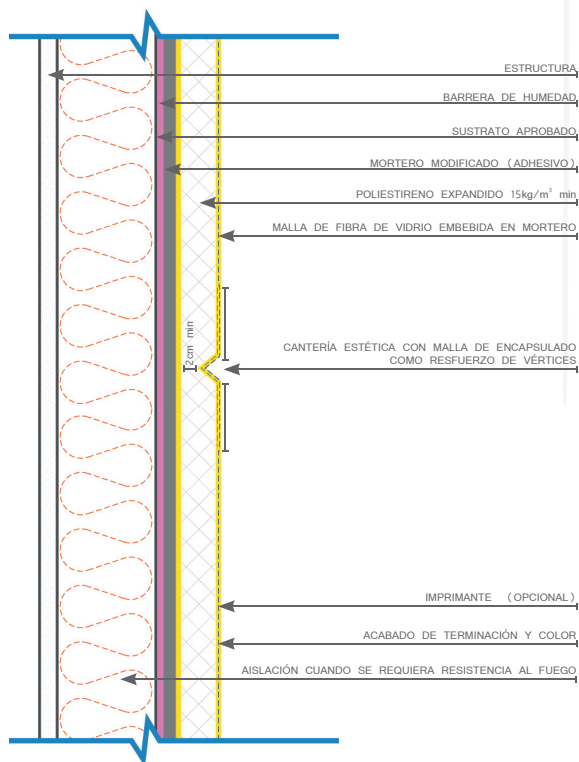 ESTRUCTURA
BARRERA DE HUMEDAD
SUSTRATO APROBADO
MORTERO MODIFICADO (ADHESIVO)
POLIESTIRENO EXPANDIDO 15kg/m³ min
MALLA DE FIBRA DE VIDRIO EMBEBIDA EN MORTERO
2cm min
CANTERÍA ESTÉTICA CON MALLA DE ENCAPSULADO
COMO RESFUERZO DE VÉRTICES
IMPRIMANTE (OPCIONAL)
ACABADO DE TERMINACIÓN Y COLOR
AISLACIÓN CUANDO SE REQUIERA RESISTENCIA AL FUEGO